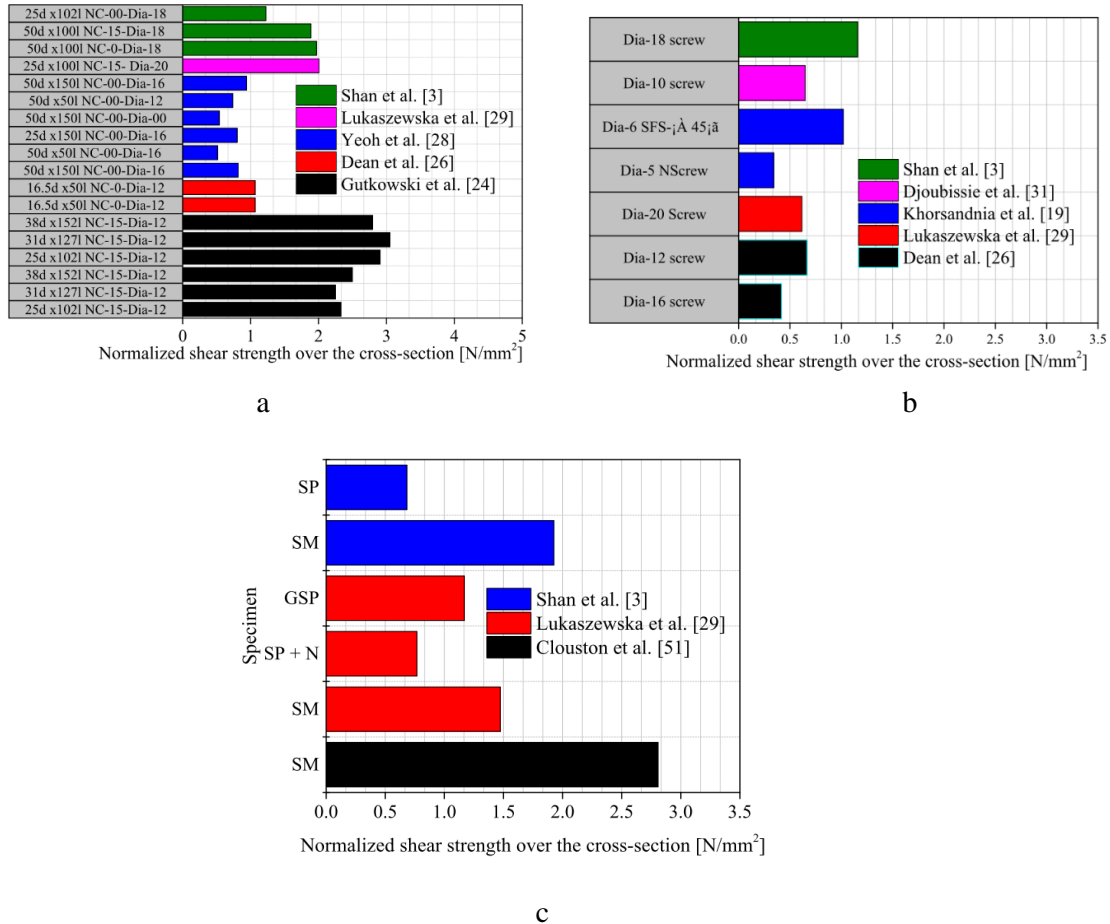 25d x102l NC-00-Dia-18
50d x100l NC-15-Dia-18
50d x100l NC-0-Dia-18
25d x100l NC-15- Dia-20
50d x150l NC-00-Dia-16
50d x50l NC-00-Dia-12
50d x150l NC-00-Dia-00
25d x150l NC-00-Dia-16
50d x50l NC-00-Dia-16
50d x150l NC-00-Dia-16
16.5d x50l NC-0-Dia-12
16.5d x50l NC-0-Dia-12
38d x152l NC-15-Dia-12
31d x127l NC-15-Dia-12
25d x102l NC-15-Dia-12
38d x152l NC-15-Dia-12
31d x127l NC-15-Dia-12
25d x102l NC-15-Dia-12
Shan et al. [3]
Lukaszewska et al. [29]
Yeoh et al. [28]
Dean et al. [26]
Gutkowski et al. [24]
0 1 2 3 4 5
Normalized shear strength over the cross-section [N/mm²]
a
Dia-18 screw
Dia-10 screw
Dia-6 SFS-¡À 45¡ã
Dia-5 NScrew
Dia-20 Screw
Dia-12 screw
Dia-16 screw
Shan et al. [3]
Djoubissie et al. [31]
Khorsandnia et al. [19]
Lukaszewska et al. [29]
Dean et al. [26]
0.0 0.5 1.0 1.5 2.0 2.5 3.0 3.5
Normalized shear strength over the cross-section [N/mm²]
b
Specimen
SP
SM
GSP
SP + N
SM
SM
Shan et al. [3]
Lukaszewska et al. [29]
Clouston et al. [51]
0.0 0.5 1.0 1.5 2.0 2.5 3.0 3.5
Normalized shear strength over the cross-section [N/mm²]
c